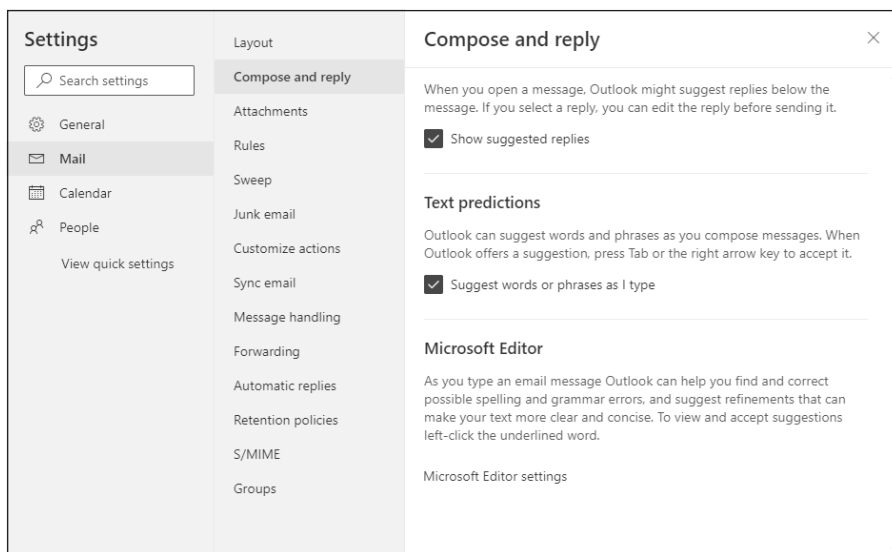 Settings
Search settings
General
Mail
Calendar
People
View quick settings
Layout
Compose and reply
Attachments
Rules
Sweep
Junk email
Customize actions
Sync email
Message handling
Forwarding
Automatic replies
Retention policies
S/MIME
Groups
Compose and reply
When you open a message, Outlook might suggest replies below the
message. If you select a reply, you can edit the reply before sending it.
Show suggested replies
Text predictions
Outlook can suggest words and phrases as you compose messages. When
Outlook offers a suggestion, press Tab or the right arrow key to accept it.
Suggest words or phrases as I type
Microsoft Editor
As you type an email message Outlook can help you find and correct
possible spelling and grammar errors, and suggest refinements that can
make your text more clear and concise. To view and accept suggestions
left-click the underlined word.
Microsoft Editor settings